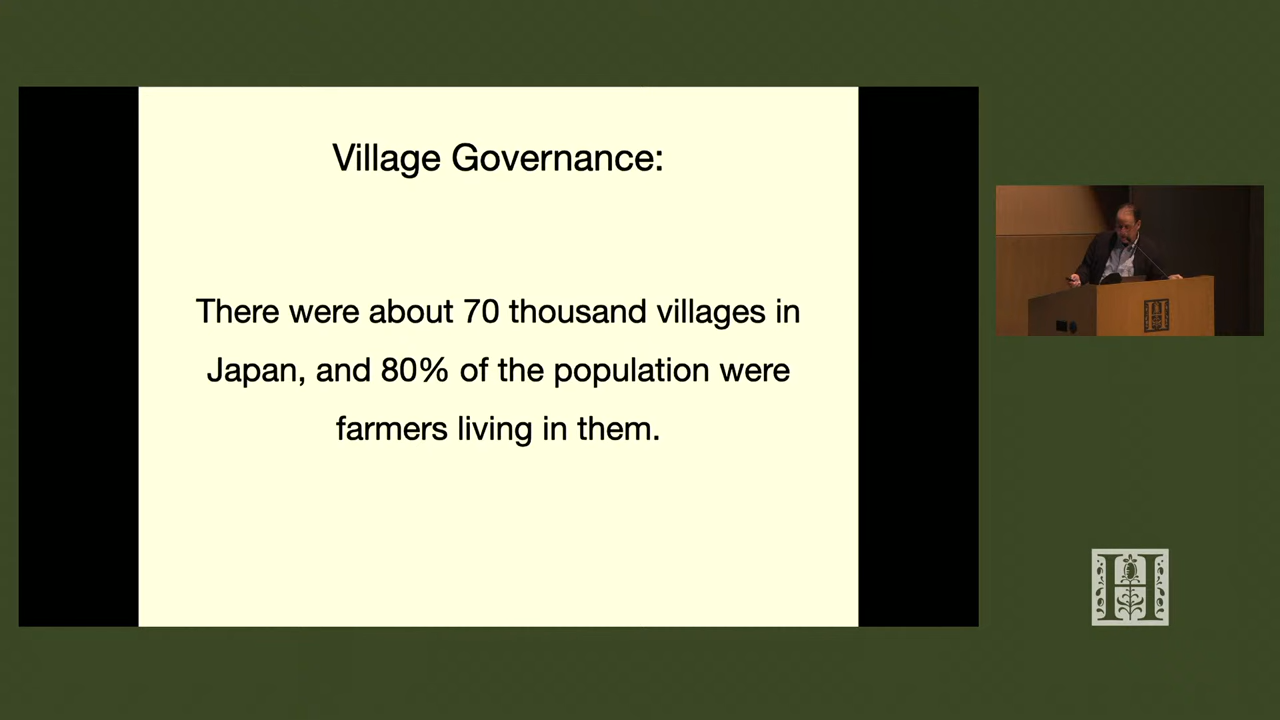 Village Governance:
There were about 70 thousand villages in
Japan, and 80% of the population were
farmers living in them.
H